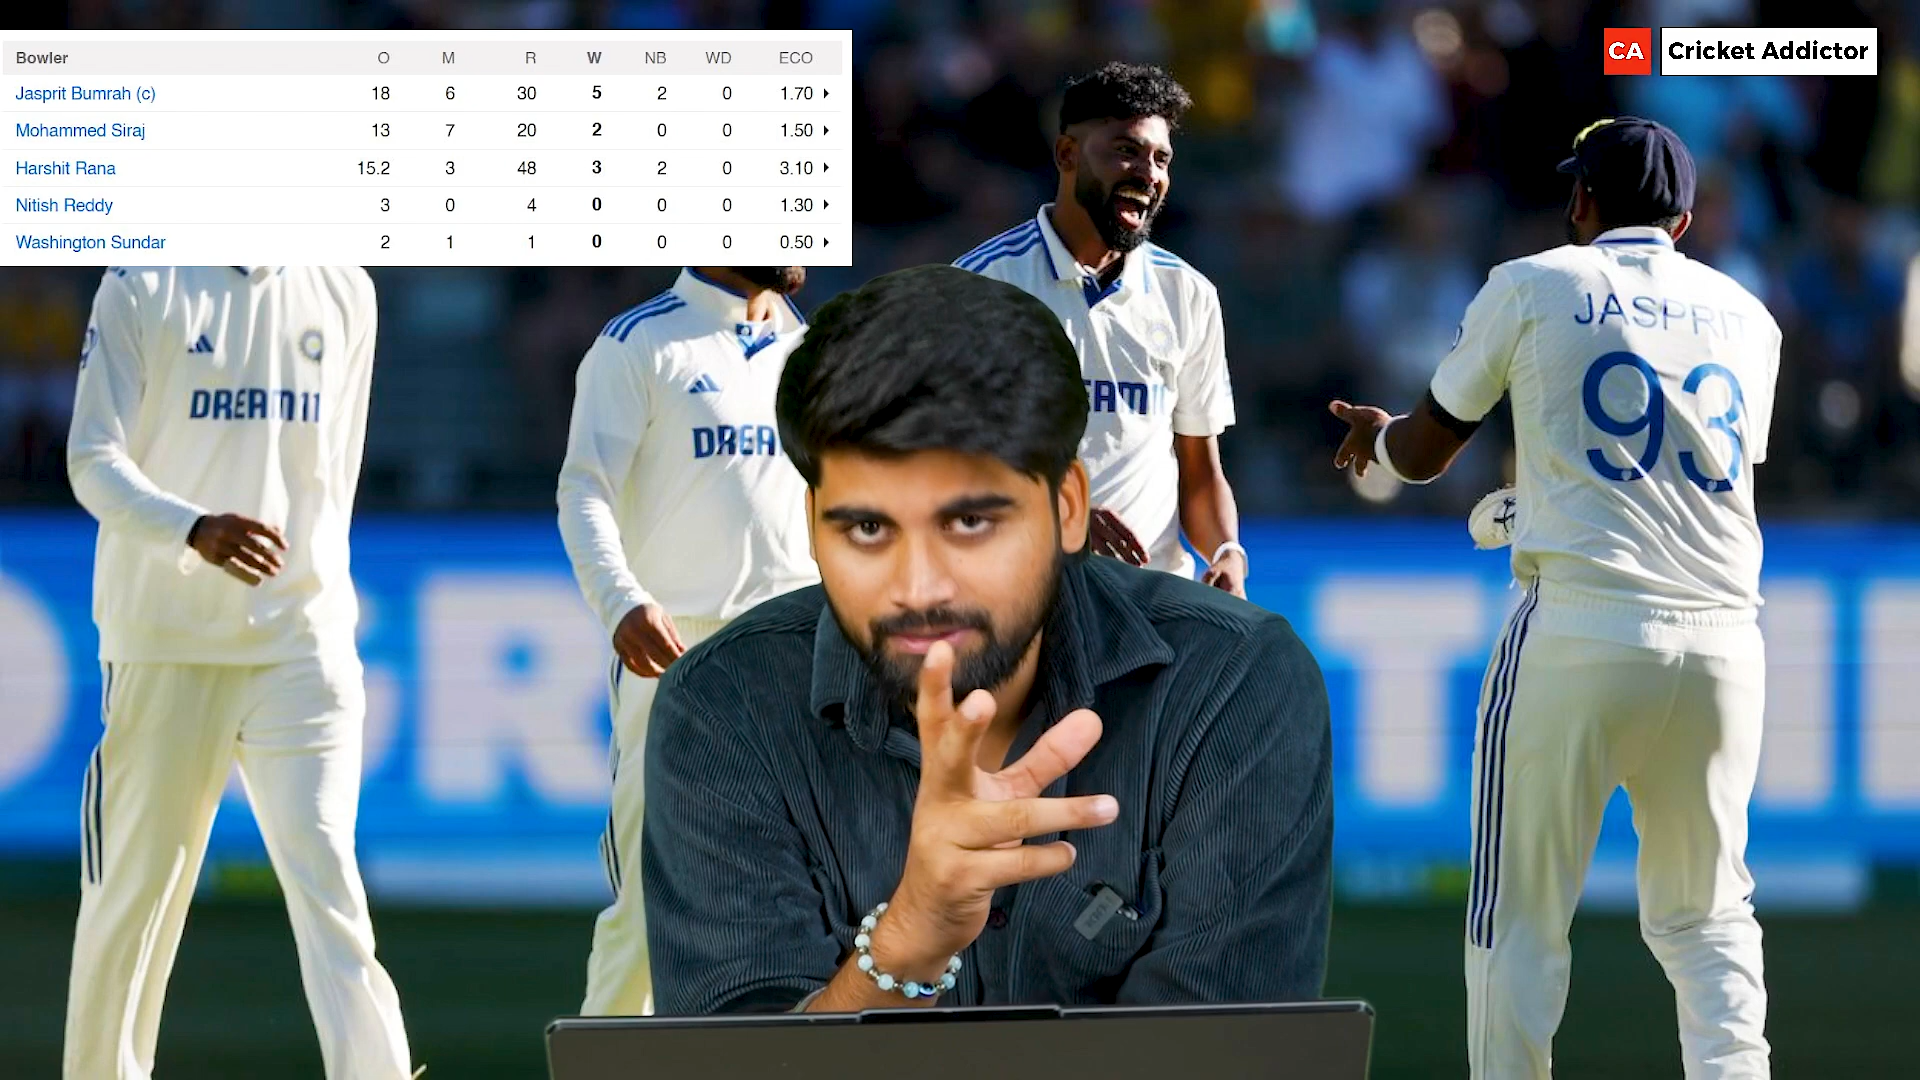 Bowler O M R W NB WD ECO
Jasprit Bumrah (c) 18 6 30 5 2 0 1.70
Mohammed Siraj 13 7 20 2 0 0 1.50
Harshit Rana 15.2 3 48 3 2 0 3.10
Nitish Reddy 3 0 4 0 0 0 1.30
Washington Sundar 2 1 1 0 0 0 0.50
CA Cricket Addictor
JASPRIT
93
DREAM11